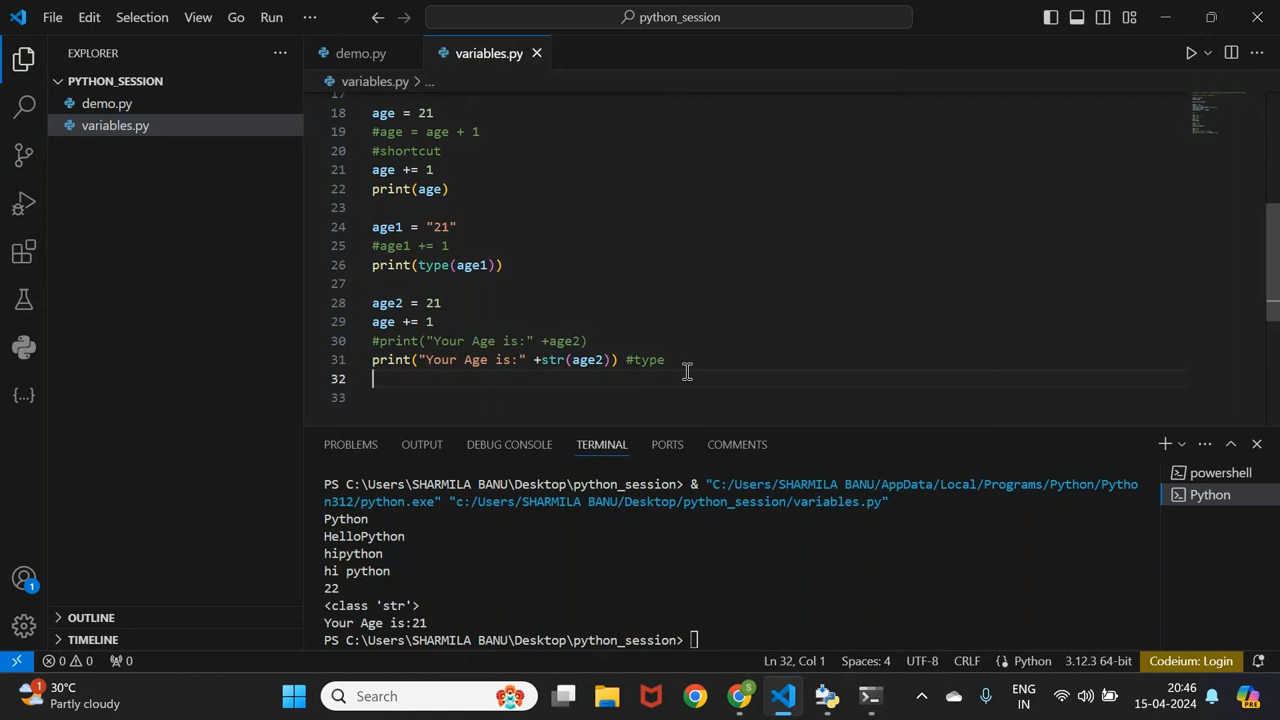 File Edit Selection View Go Run ··· python_session
EXPLORER ··· demo.py variables.py
PYTHON_SESSION variables.py > ...
demo.py
variables.py
17
18 age = 21
19 #age = age + 1
20 #shortcut
21 age += 1
22 print(age)
23
24 age1 = "21"
25 #age1 += 1
26 print(type(age1))
27
28 age2 = 21
29 age += 1
30 #print("Your Age is:" +age2)
31 print("Your Age is:" +str(age2)) #type
32
33
PROBLEMS OUTPUT DEBUG CONSOLE TERMINAL PORTS COMMENTS
powershell
Python
PS C:\Users\SHARMILA BANU\Desktop\python_session> & "C:/Users/SHARMILA BANU/AppData/Local/Programs/Python/Pytho
n312/python.exe" "c:/Users/SHARMILA BANU/Desktop/python_session/variables.py"
Python
HelloPython
hipython
hi python
22
<class 'str'>
Your Age is:21
PS C:\Users\SHARMILA BANU\Desktop\python_session>
1
OUTLINE
TIMELINE
0 0 0 Ln 32, Col 1 Spaces: 4 UTF-8 CRLF Python 3.12.3 64-bit Codeium: Login
1 30°C Search S ENG 20:46
Partly cloudy IN 15-04-2024 PRE